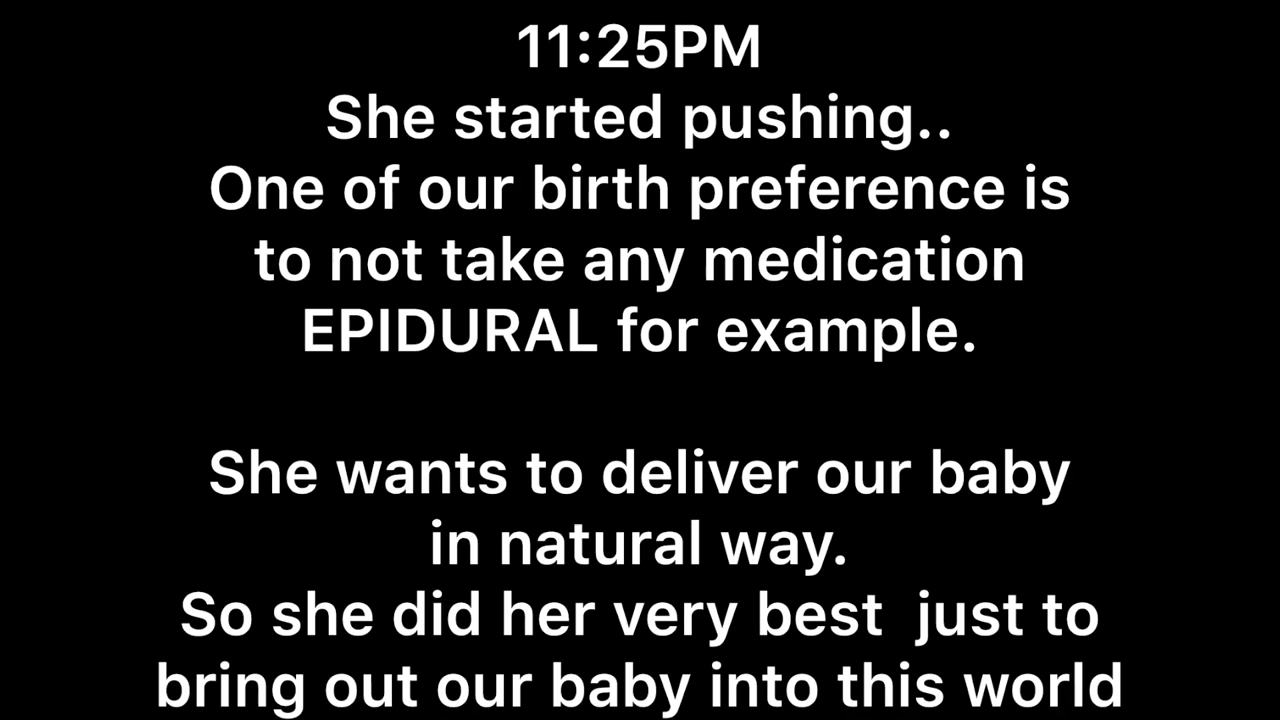 11:25PM
She started pushing..
One of our birth preference is
to not take any medication
EPIDURAL for example.
She wants to deliver our baby
in natural way.
So she did her very best  just to
bring out our baby into this world